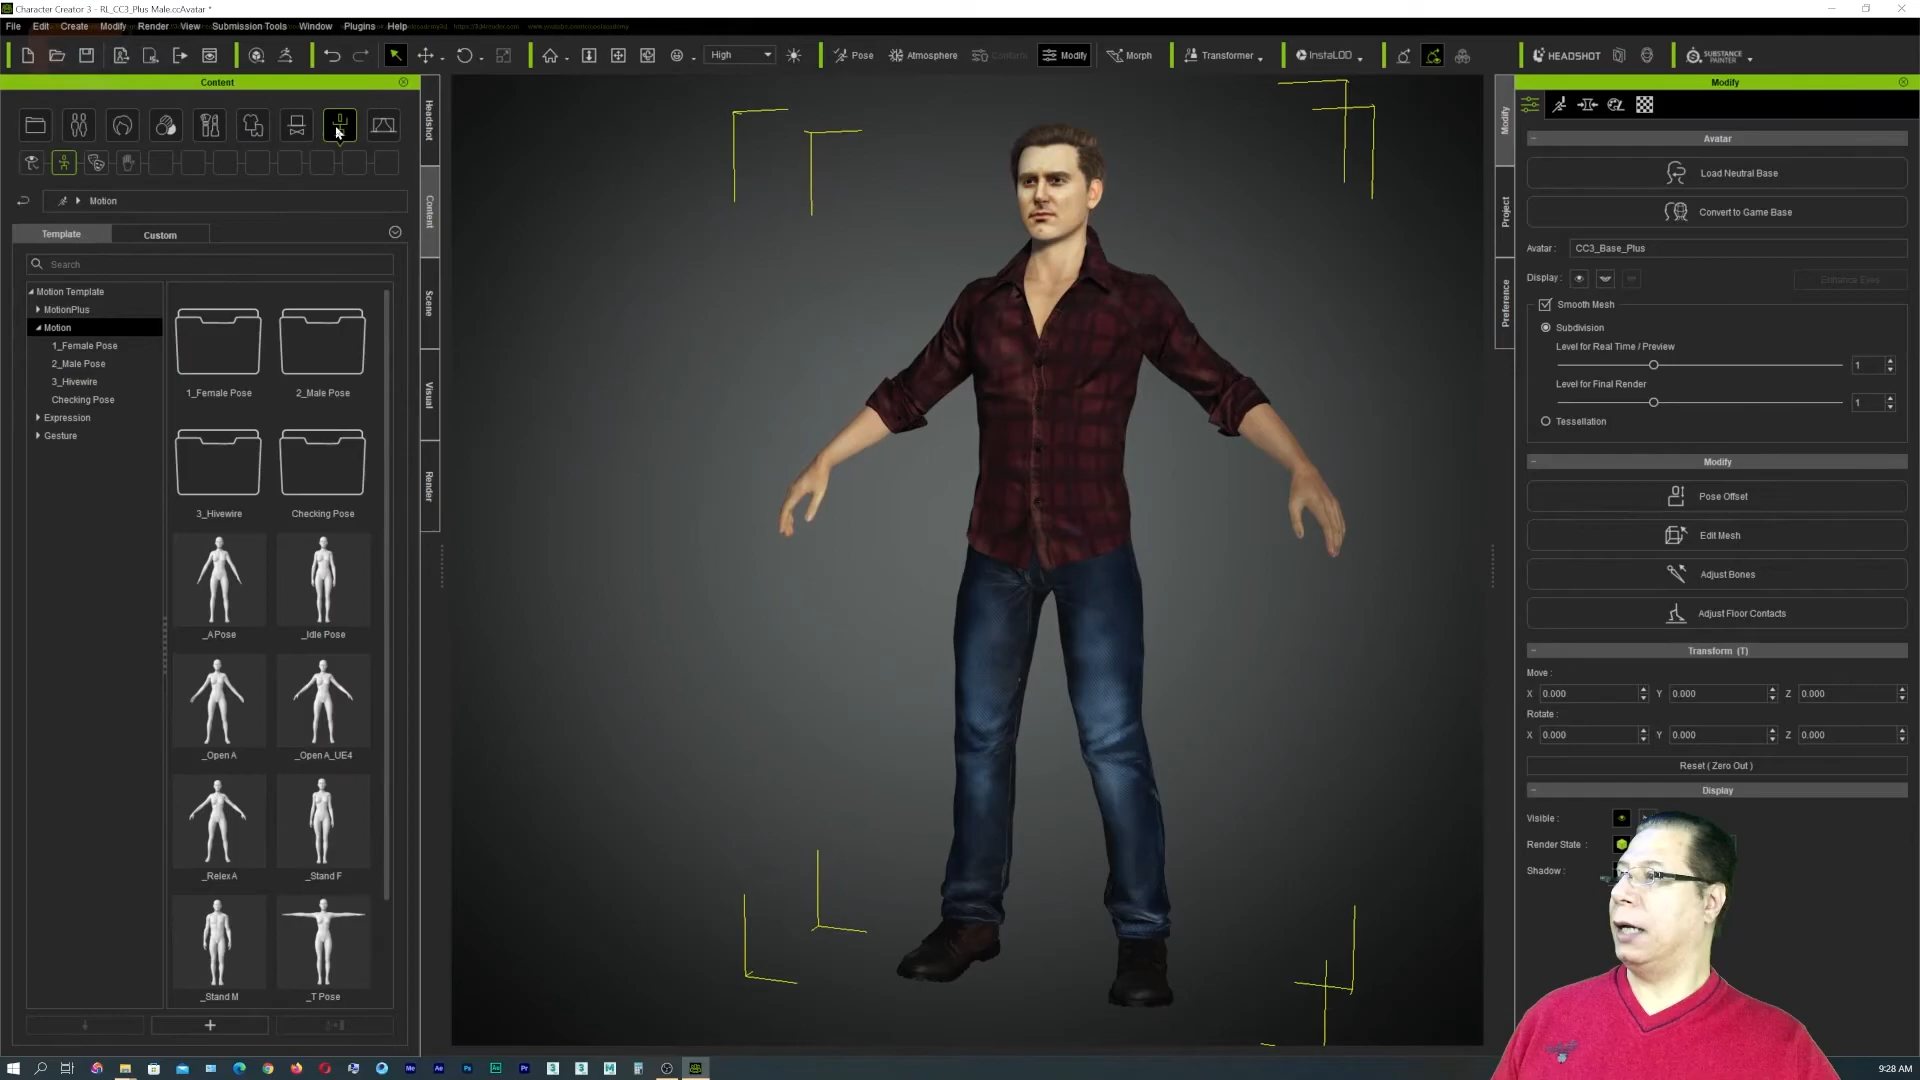 Character Creator 3 - RL_CC3_Plus Male.ccAvatar *
File Edit Create Modify Render View Submission Tools Window Plugins Help
High Pose Atmosphere Contacts Modify Morph Transformer InstaLOD HEADSHOT SUBSTANCE PAINTER
Content
Motion
Template Custom
Search
Motion Template
MotionPlus
Motion
1_Female Pose
2_Male Pose
3_Hivewire
Checking Pose
Expression
Gesture
1_Female Pose 2_Male Pose
3_Hivewire Checking Pose
_APose _Idle Pose
_Open A _Open A_UE4
_RelexA _Stand F
_Stand M _T Pose
Headshot
Content
Scene
Visual
Render
Modify
Project
Preference
Modify
Avatar
Load Neutral Base
Convert to Game Base
Avatar : CC3_Base_Plus
Display : Enhance Eyes
Smooth Mesh
Subdivision
Level for Real Time / Preview
1
Level for Final Render
1
Tessellation
Modify
Pose Offset
Edit Mesh
Adjust Bones
Adjust Floor Contacts
Transform (T)
Move :
X 0.000 Y 0.000 Z 0.000
Rotate :
X 0.000 Y 0.000 Z 0.000
Reset ( Zero Out )
Display
Visible :
Render State :
Shadow :
9:28 AM